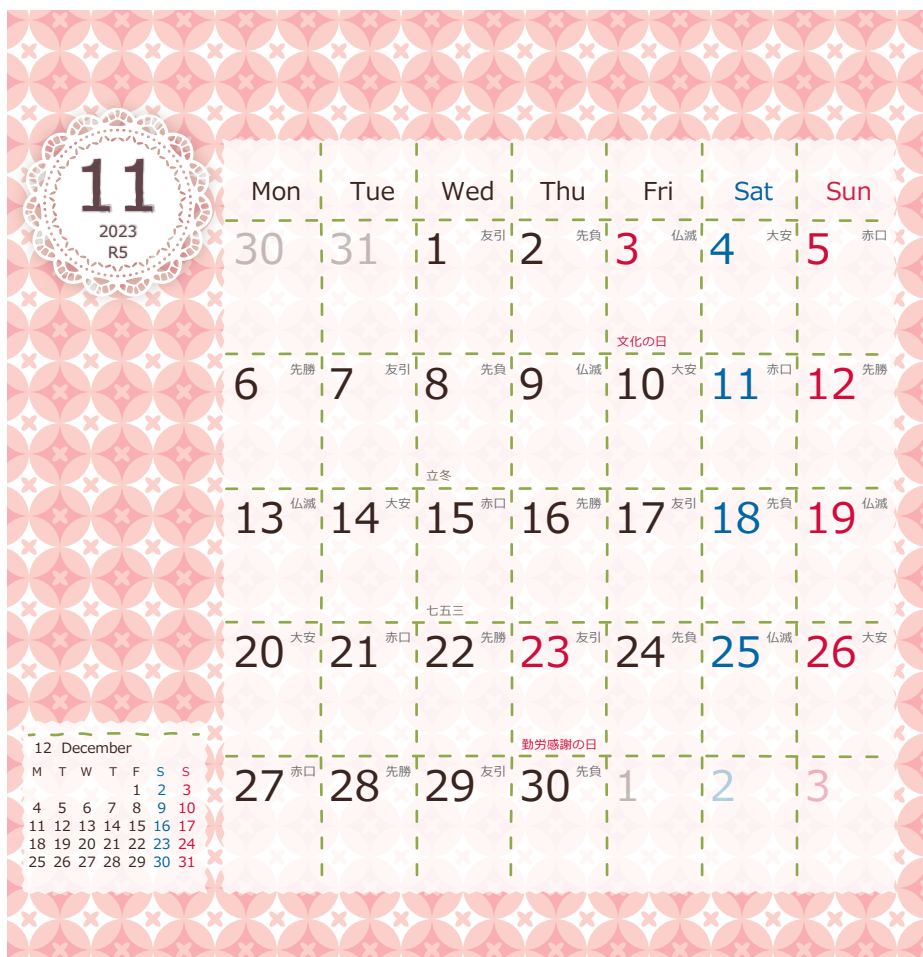 11
2023
R5
Mon Tue Wed Thu Fri Sat Sun
30 31 1 友引 2 先負 3 仏滅 4 大安 5 赤口
文化の日
6 先勝 7 友引 8 先負 9 仏滅 10 大安 11 赤口 12 先勝
立冬
13 仏滅 14 大安 15 赤口 16 先勝 17 友引 18 先負 19 仏滅
七五三
20 大安 21 赤口 22 先勝 23 友引 24 先負 25 仏滅 26 大安
勤労感謝の日
27 赤口 28 先勝 29 友引 30 先負 1 2 3
12 December
M T W T F S S
1 2 3
4 5 6 7 8 9 10
11 12 13 14 15 16 17
18 19 20 21 22 23 24
25 26 27 28 29 30 31